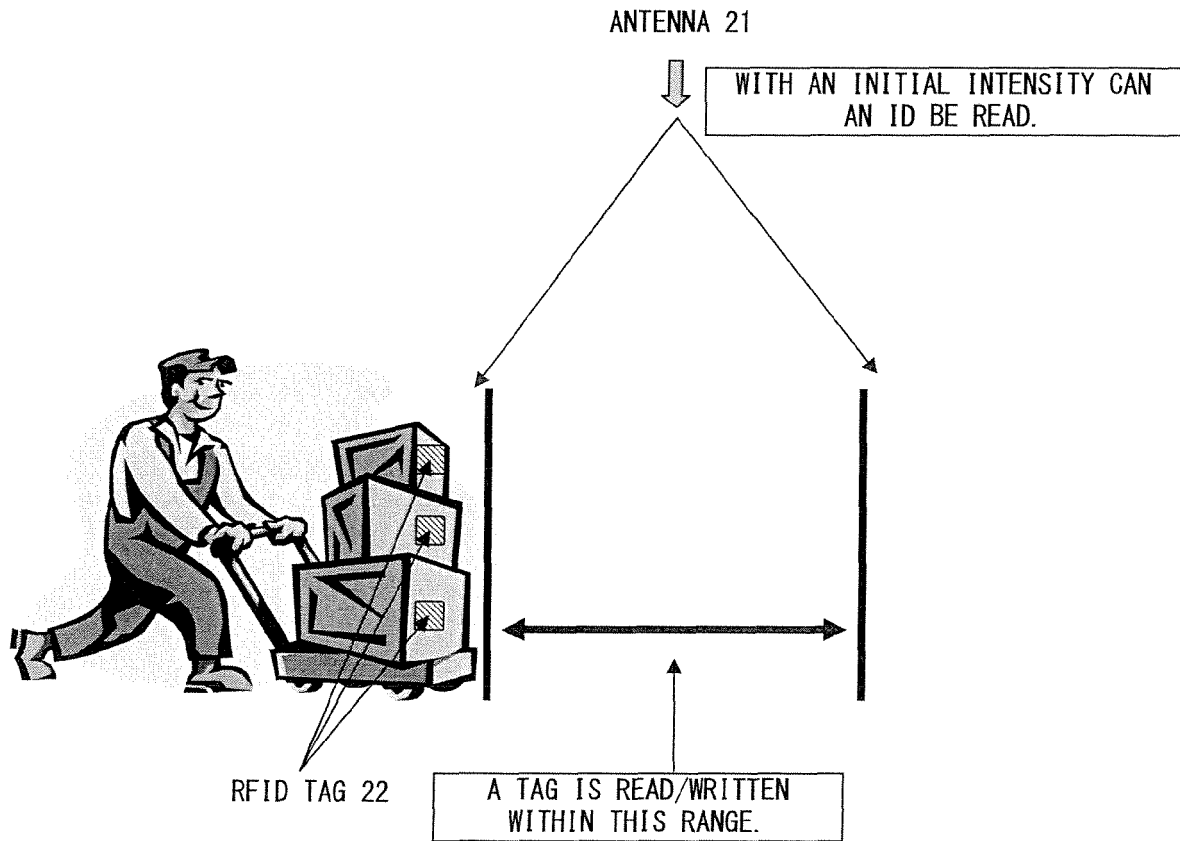 ANTENNA 21
WITH AN INITIAL INTENSITY CAN
AN ID BE READ.
RFID TAG 22
A TAG IS READ/WRITTEN
WITHIN THIS RANGE.